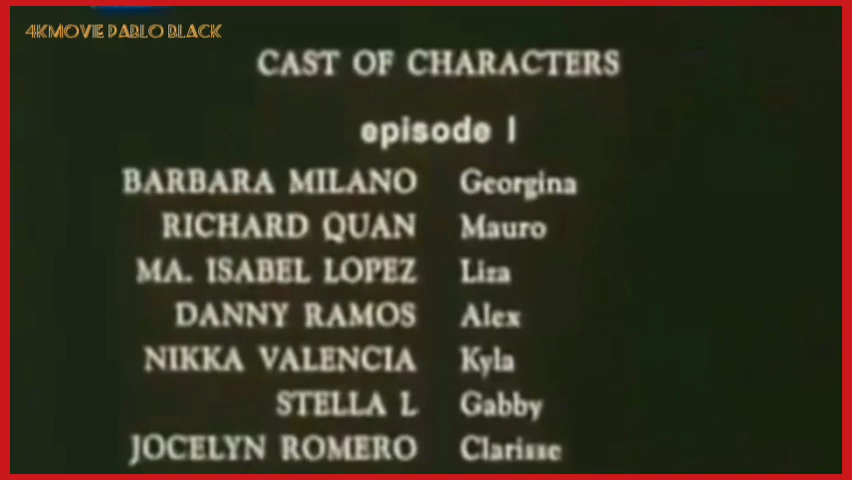 4KMOVIE PABLO BLACK
CAST OF CHARACTERS
episode I
BARBARA MILANO Georgina
RICHARD QUAN Mauro
MA. ISABEL LOPEZ Liza
DANNY RAMOS Alex
NIKKA VALENCIA Kyla
STELLA L Gabby
JOCELYN ROMERO Clarisse